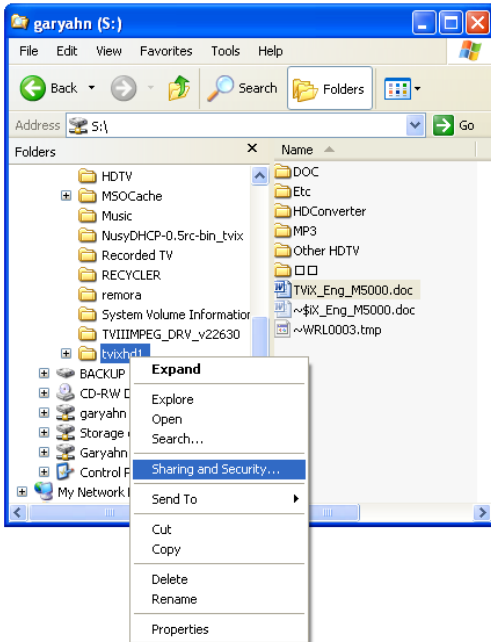 garyahn (S:)
File Edit View Favorites Tools Help
Back Search Folders
Address S:\ Go
Folders × Name
HDTV
MSOCache
Music
NusyDHCP-0.5rc-bin_tvix
Recorded TV
RECYCLER
remora
System Volume Information
TVIIIMPEG_DRV_v22630
tvixhd1
BACKUP
CD-RW D
garyahn
Storage
Garyahn
Control P
My Network
DOC
Etc
HDConverter
MP3
Other HDTV
□□
TViX_Eng_M5000.doc
~$iX_Eng_M5000.doc
~WRL0003.tmp
Expand
Explore
Open
Search...
Sharing and Security...
Send To
Cut
Copy
Delete
Rename
Properties